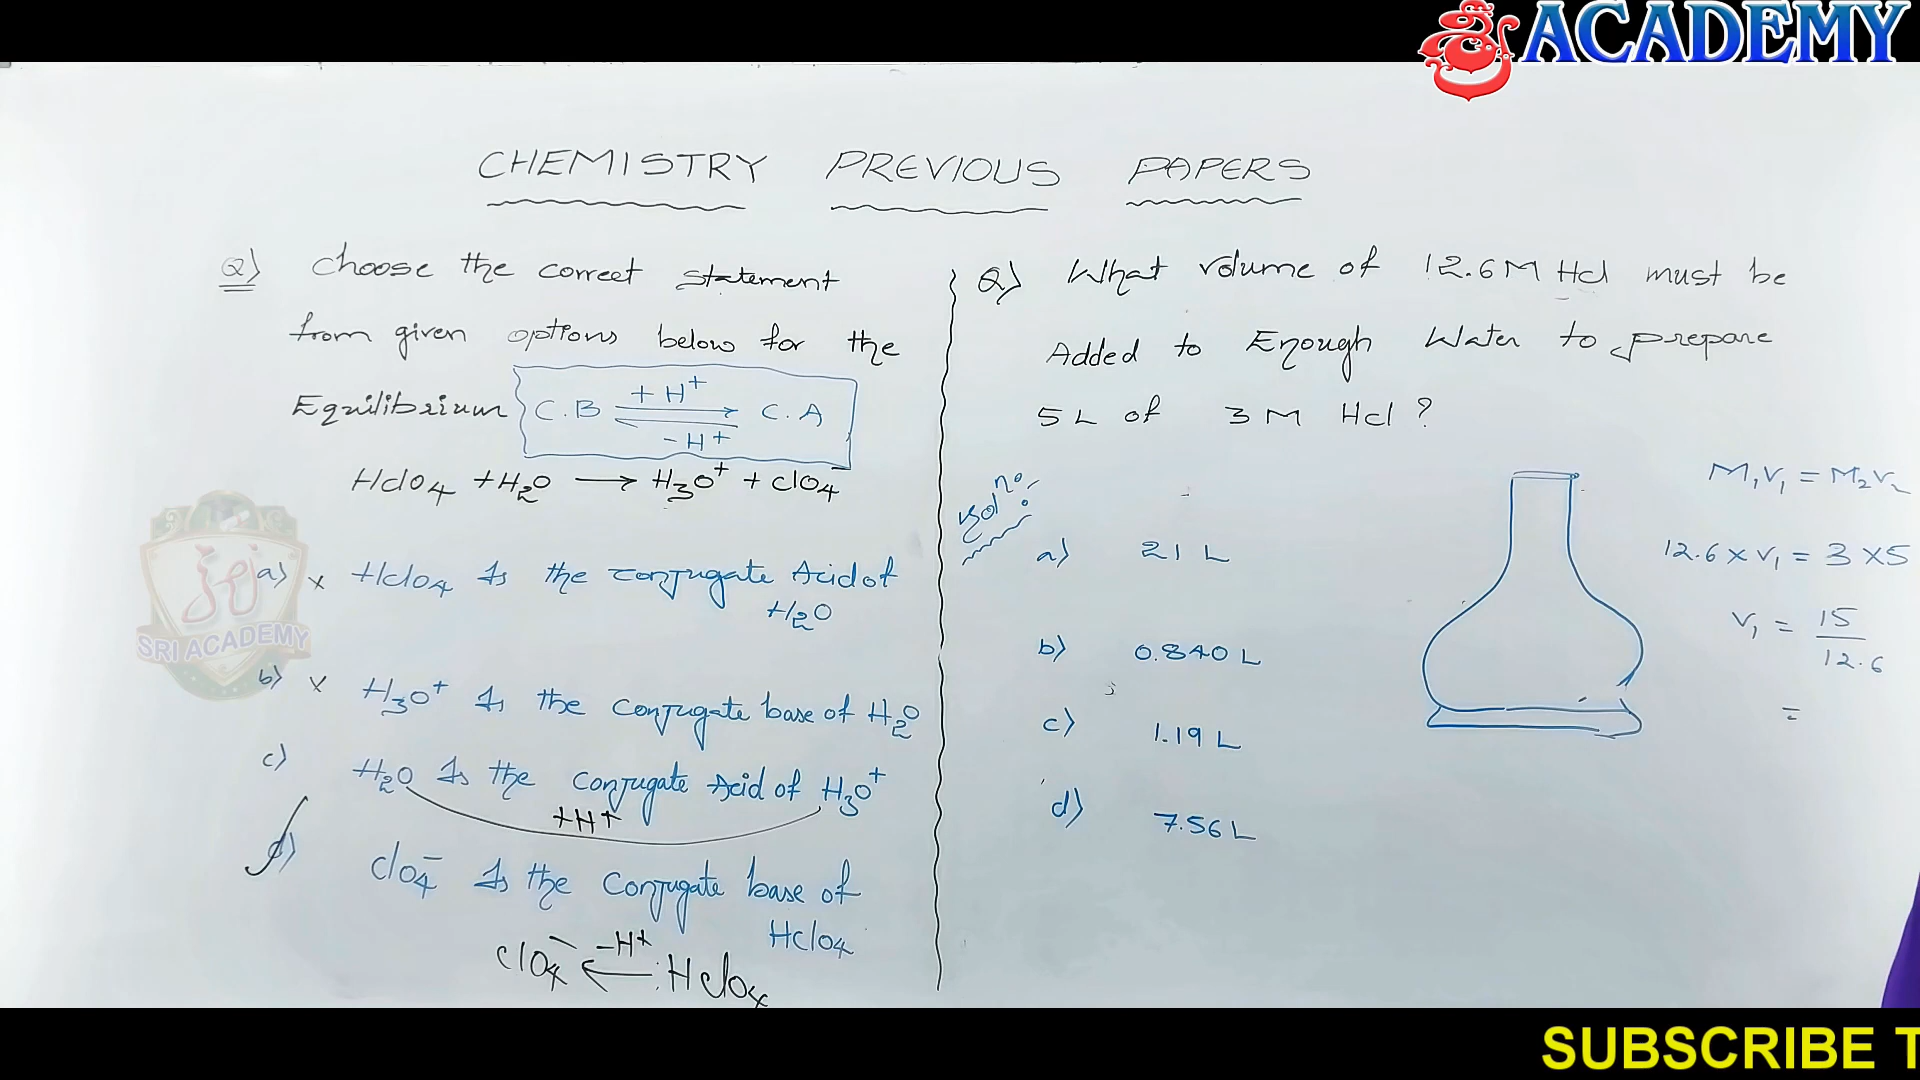 ACADEMY
CHEMISTRY PREVIOUS PAPERS
Q) Choose the correct statement
from given options below for the
Equilibrium
C.B +H⁺ ⇌ -H⁺ C.A
HClO₄ + H₂O → H₃O⁺ + ClO₄⁻
a) x HClO₄ Is the conjugate Acid of
H₂O
b) x H₃O⁺ Is the conjugate base of H₂O
c) H₂O Is the conjugate Acid of H₃O⁺
+H⁺
d) ClO₄⁻ Is the Conjugate base of
HClO₄
ClO₄⁻ ←-H⁺ HClO₄
SRI ACADEMY
Q) What volume of 12.6 M HCl must be
Added to Enough Water to prepare
5 L of 3 M HCl ?
Solⁿ:
a) 21 L
b) 0.840 L
c) 1.19 L
d) 7.56 L
M₁V₁ = M₂V₂
12.6 x V₁ = 3 x 5
V₁ = 15/12.6
=
SUBSCRIBE T